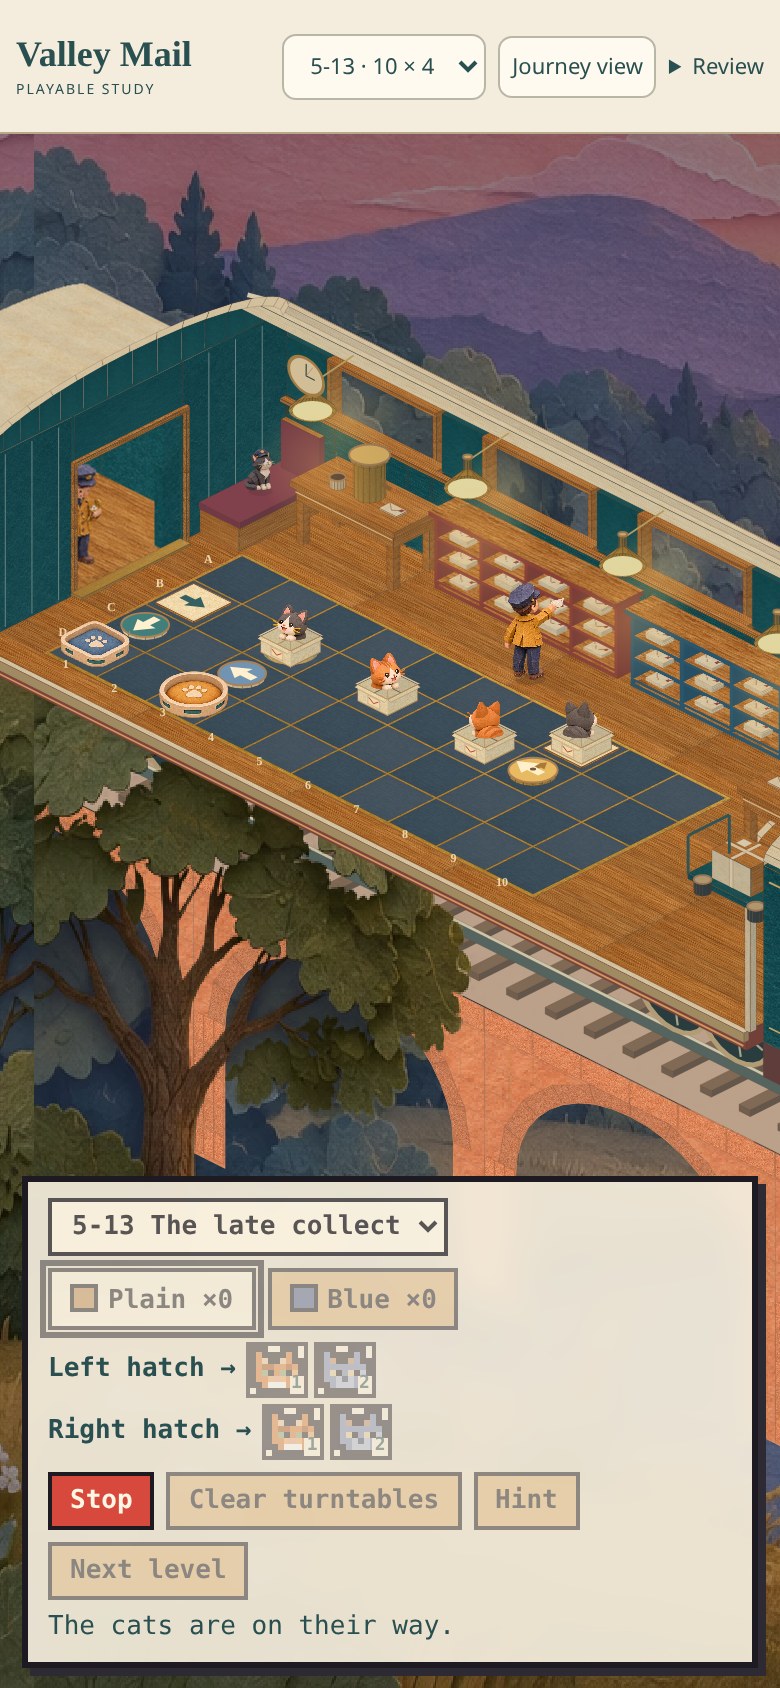 Valley Mail
PLAYABLE STUDY
5-13 · 10 × 4
Journey view
▶ Review
A
B
C
D
1
2
3
4
5
6
7
8
9
10
5-13 The late collect
Plain ×0
Blue ×0
Left hatch → 1 2
Right hatch → 1 2
Stop
Clear turntables
Hint
Next level
The cats are on their way.